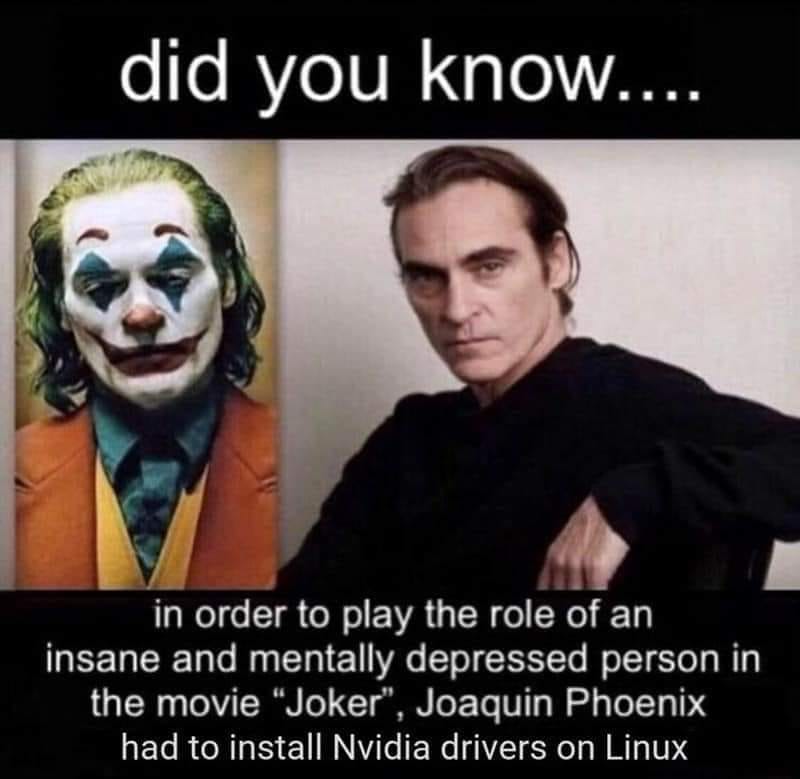 did you know....
in order to play the role of an
insane and mentally depressed person in
the movie “Joker”, Joaquin Phoenix
had to install Nvidia drivers on Linux